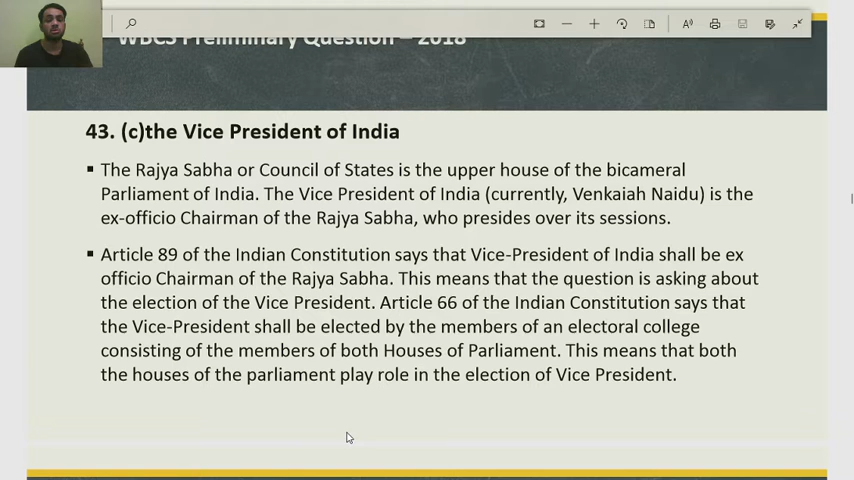 WBCS Preliminary Question – 2018
43. (c)the Vice President of India
▪ The Rajya Sabha or Council of States is the upper house of the bicameral
Parliament of India. The Vice President of India (currently, Venkaiah Naidu) is the
ex-officio Chairman of the Rajya Sabha, who presides over its sessions.
▪ Article 89 of the Indian Constitution says that Vice-President of India shall be ex
officio Chairman of the Rajya Sabha. This means that the question is asking about
the election of the Vice President. Article 66 of the Indian Constitution says that
the Vice-President shall be elected by the members of an electoral college
consisting of the members of both Houses of Parliament. This means that both
the houses of the parliament play role in the election of Vice President.